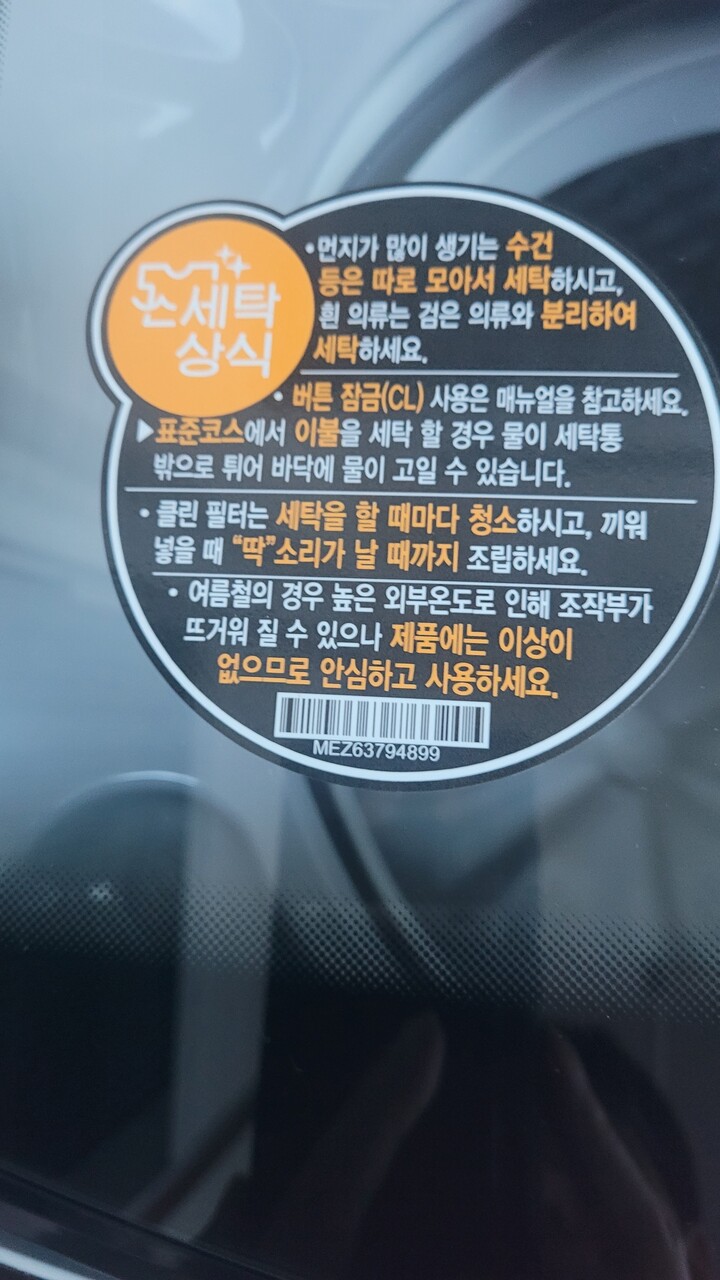 쓴세탁
상식
•먼지가 많이 생기는 수건
등은 따로 모아서 세탁하시고,
흰 의류는 검은 의류와 분리하여
세탁하세요.
• 버튼 잠금(CL) 사용은 매뉴얼을 참고하세요.
▶표준코스에서 이불을 세탁 할 경우 물이 세탁통
밖으로 튀어 바닥에 물이 고일 수 있습니다.
• 클린 필터는 세탁을 할 때마다 청소하시고, 끼워
넣을 때 “딱”소리가 날 때까지 조립하세요.
• 여름철의 경우 높은 외부온도로 인해 조작부가
뜨거워 질 수 있으나 제품에는 이상이
없으므로 안심하고 사용하세요.
MEZ63794899